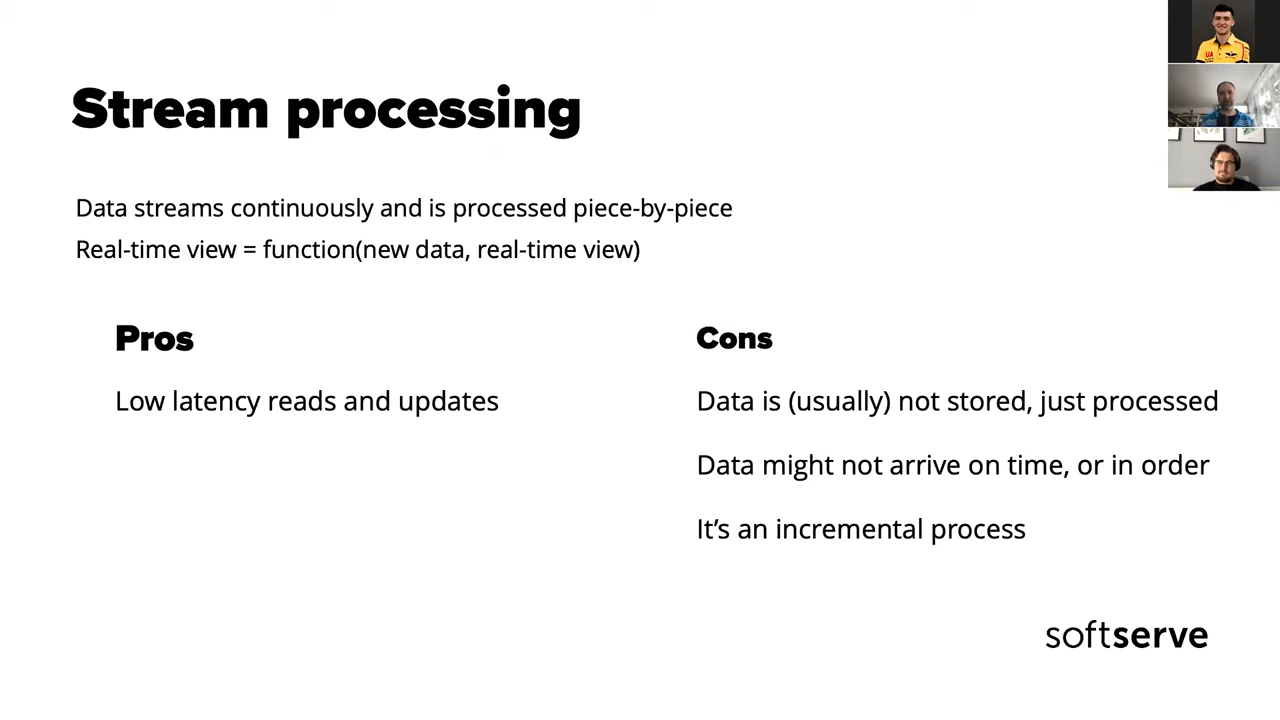 Stream processing
Data streams continuously and is processed piece-by-piece
Real-time view = function(new data, real-time view)
Pros
Low latency reads and updates
Cons
Data is (usually) not stored, just processed
Data might not arrive on time, or in order
It’s an incremental process
softserve
UA